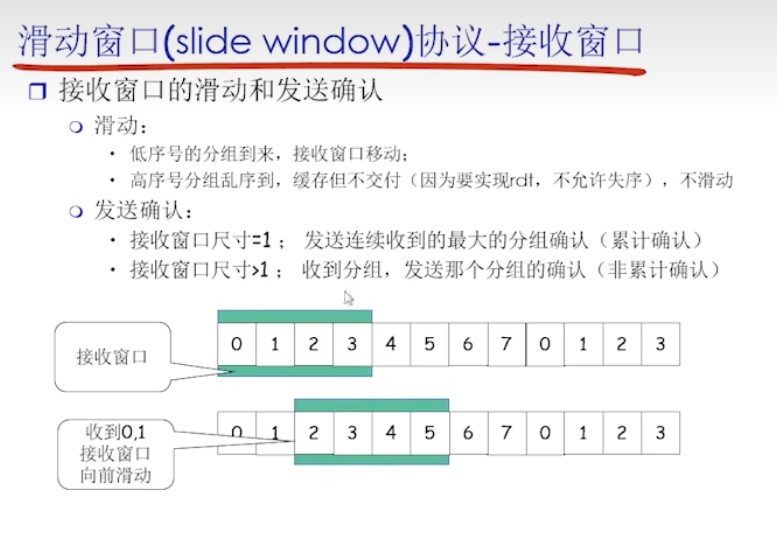 滑动窗口(slide window)协议-接收窗口
接收窗口的滑动和发送确认
滑动：
低序号的分组到来，接收窗口移动；
高序号分组乱序到，缓存但不交付（因为要实现rdt，不允许失序），不滑动
发送确认：
接收窗口尺寸=1； 发送连续收到的最大的分组确认（累计确认）
接收窗口尺寸>1； 收到分组，发送那个分组的确认（非累计确认）
接收窗口
0 1 2 3 4 5 6 7 0 1 2 3
收到0,1
接收窗口
向前滑动
0 1 2 3 4 5 6 7 0 1 2 3